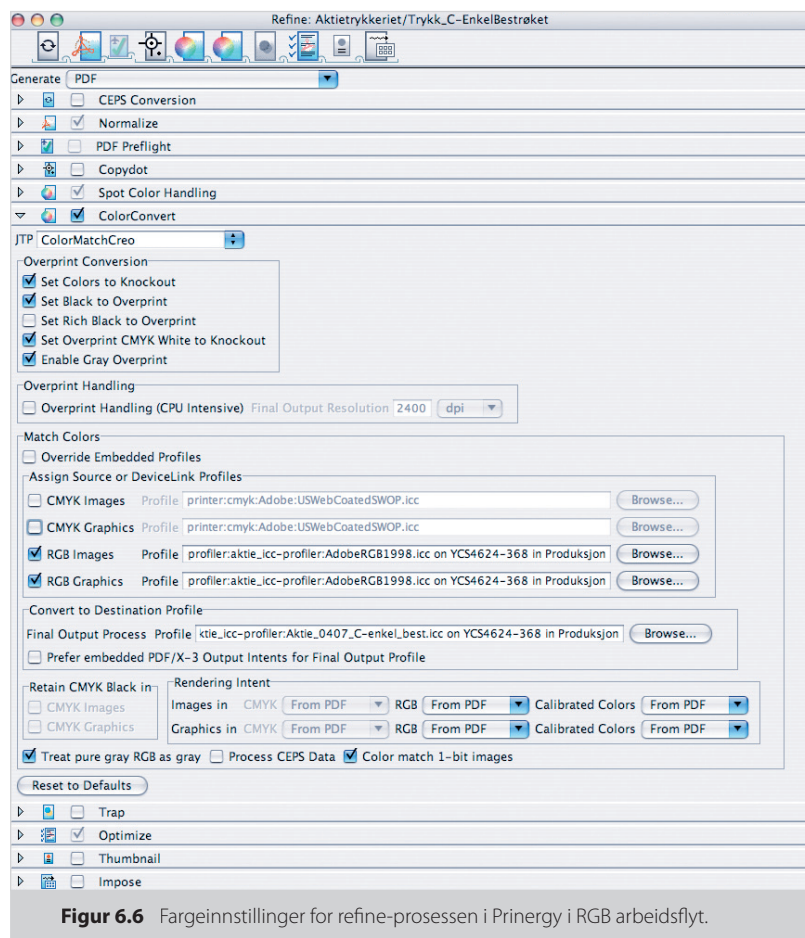 Refine: Aktietrykkeriet/Trykk_C-EnkelBestrøket
Generate PDF
CEPS Conversion
Normalize
PDF Preflight
Copydot
Spot Color Handling
ColorConvert
JTP ColorMatchCreo
Overprint Conversion
Set Colors to Knockout
Set Black to Overprint
Set Rich Black to Overprint
Set Overprint CMYK White to Knockout
Enable Gray Overprint
Overprint Handling
Overprint Handling (CPU Intensive) Final Output Resolution 2400 dpi
Match Colors
Override Embedded Profiles
Assign Source or DeviceLink Profiles
CMYK Images Profile printer:cmyk:Adobe:USWebCoatedSWOP.icc Browse...
CMYK Graphics Profile printer:cmyk:Adobe:USWebCoatedSWOP.icc Browse...
RGB Images Profile profiler:aktie_icc-profiler:AdobeRGB1998.icc on YCS4624-368 in Produksjon Browse...
RGB Graphics Profile profiler:aktie_icc-profiler:AdobeRGB1998.icc on YCS4624-368 in Produksjon Browse...
Convert to Destination Profile
Final Output Process Profile ktie_icc-profiler:Aktie_0407_C-enkel_best.icc on YCS4624-368 in Produksjon Browse...
Prefer embedded PDF/X-3 Output Intents for Final Output Profile
Retain CMYK Black in
CMYK Images
CMYK Graphics
Rendering Intent
Images in CMYK From PDF RGB From PDF Calibrated Colors From PDF
Graphics in CMYK From PDF RGB From PDF Calibrated Colors From PDF
Treat pure gray RGB as gray Process CEPS Data Color match 1-bit images
Reset to Defaults
Trap
Optimize
Thumbnail
Impose
Figur 6.6 Fargeinnstillinger for refine-prosessen i Prinergy i RGB arbeidsflyt.